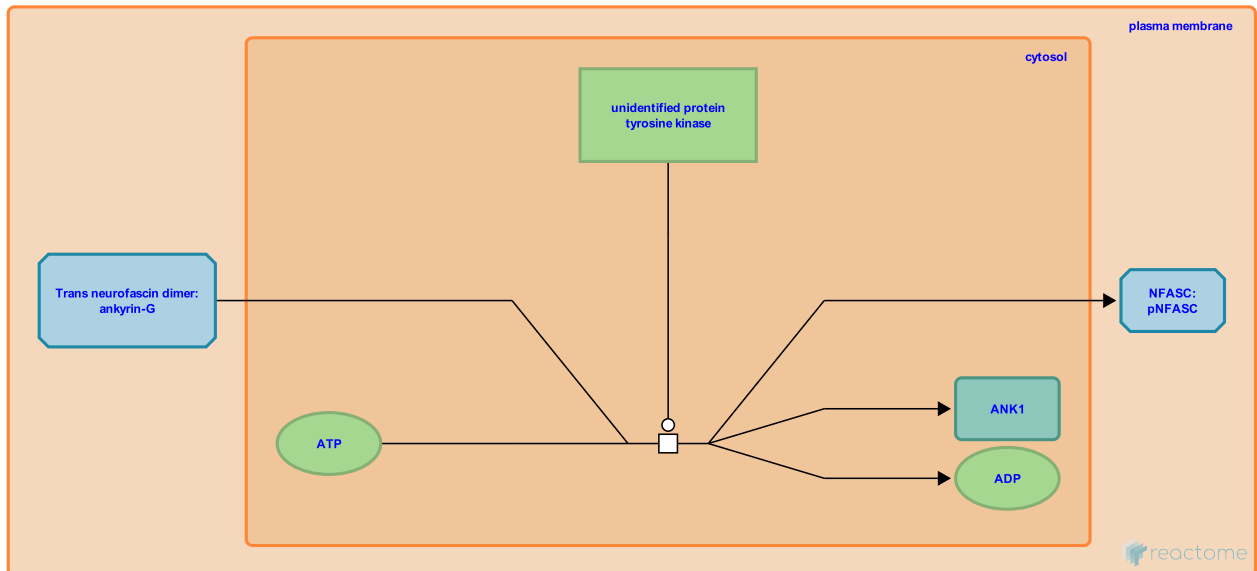 plasma membrane
cytosol
unidentified protein
tyrosine kinase
Trans neurofascin dimer:
ankyrin-G
NFASC:
pNFASC
ANK1
ATP
ADP
reactome